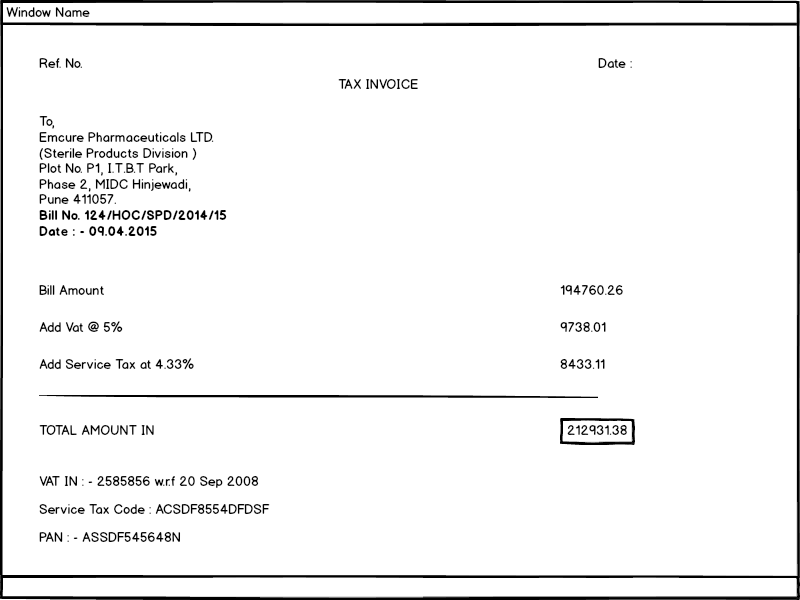 Window Name
Ref. No. Date :
TAX INVOICE
To,
Emcure Pharmaceuticals LTD.
(Sterile Products Division )
Plot No. P1, I.T.B.T Park,
Phase 2, MIDC Hinjewadi,
Pune 411057.
Bill No. 124/HOC/SPD/2014/15
Date : - 09.04.2015
Bill Amount 194760.26
Add Vat @ 5% 9738.01
Add Service Tax at 4.33% 8433.11
TOTAL AMOUNT IN 212931.38
VAT IN : - 2585856 w.r.f 20 Sep 2008
Service Tax Code : ACSDF8554DFDSF
PAN : - ASSDF545648N